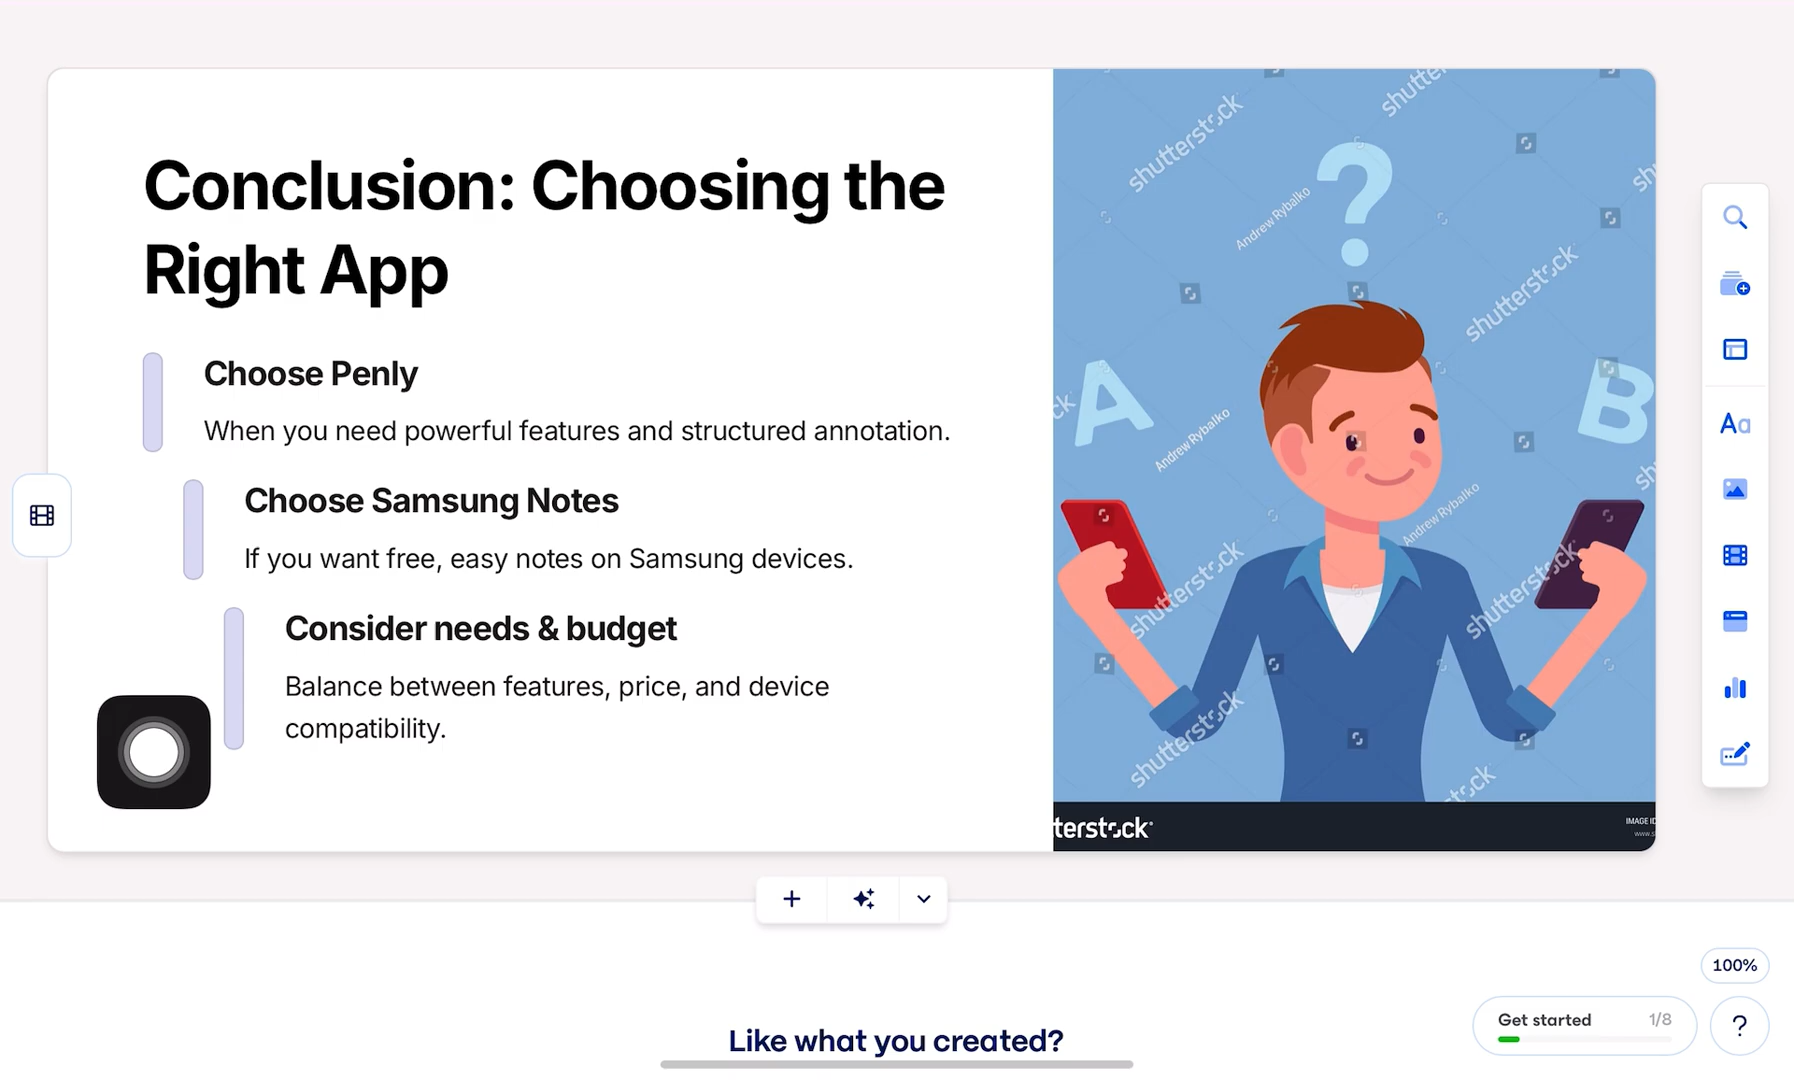 Conclusion: Choosing the
Right App
Choose Penly
When you need powerful features and structured annotation.
Choose Samsung Notes
If you want free, easy notes on Samsung devices.
Consider needs & budget
Balance between features, price, and device
compatibility.
shutterstock
shutterstock
Andrew Rybalko
?
shutterstock
A
B
Andrew Rybalko
Andrew Rybalko
shutterstock
shutterstock
shutterstock
terstock
IMAGE ID
Aa
100%
Get started 1/8
?
Like what you created?